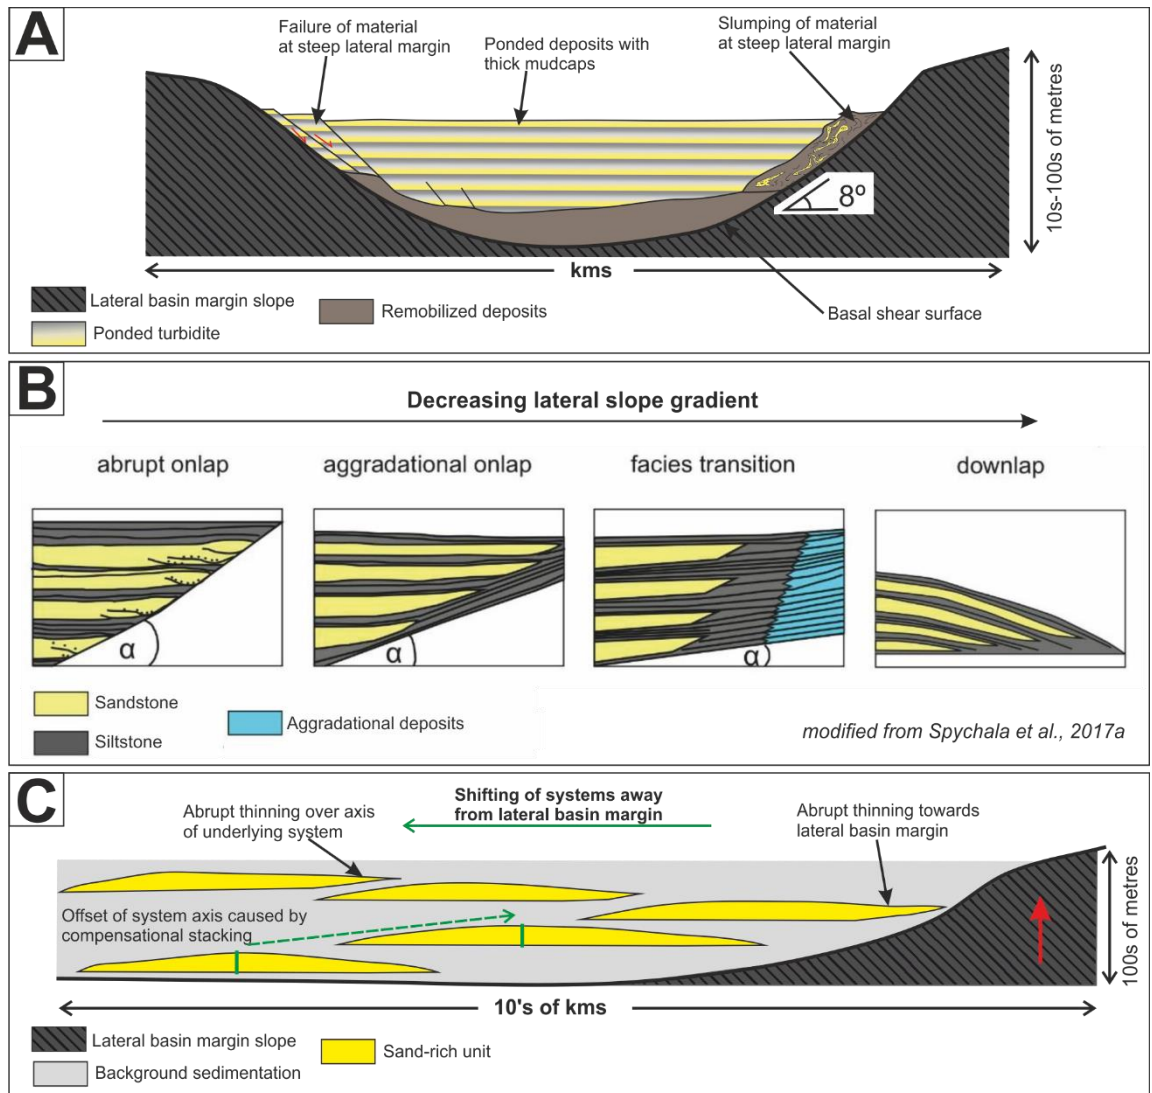 A
Failure of material
at steep lateral margin
Ponded deposits with
thick mudcaps
Slumping of material
at steep lateral margin
8º
10s-100s of metres
kms
Basal shear surface
Lateral basin margin slope
Remobilized deposits
Ponded turbidite
B
Decreasing lateral slope gradient
abrupt onlap
aggradational onlap
facies transition
downlap
α
α
α
Sandstone
Siltstone
Aggradational deposits
modified from Spychala et al., 2017a
C
Abrupt thinning over axis
of underlying system
Shifting of systems away
from lateral basin margin
Abrupt thinning towards
lateral basin margin
Offset of system axis caused by
compensational stacking
100s of metres
10's of kms
Lateral basin margin slope
Sand-rich unit
Background sedimentation